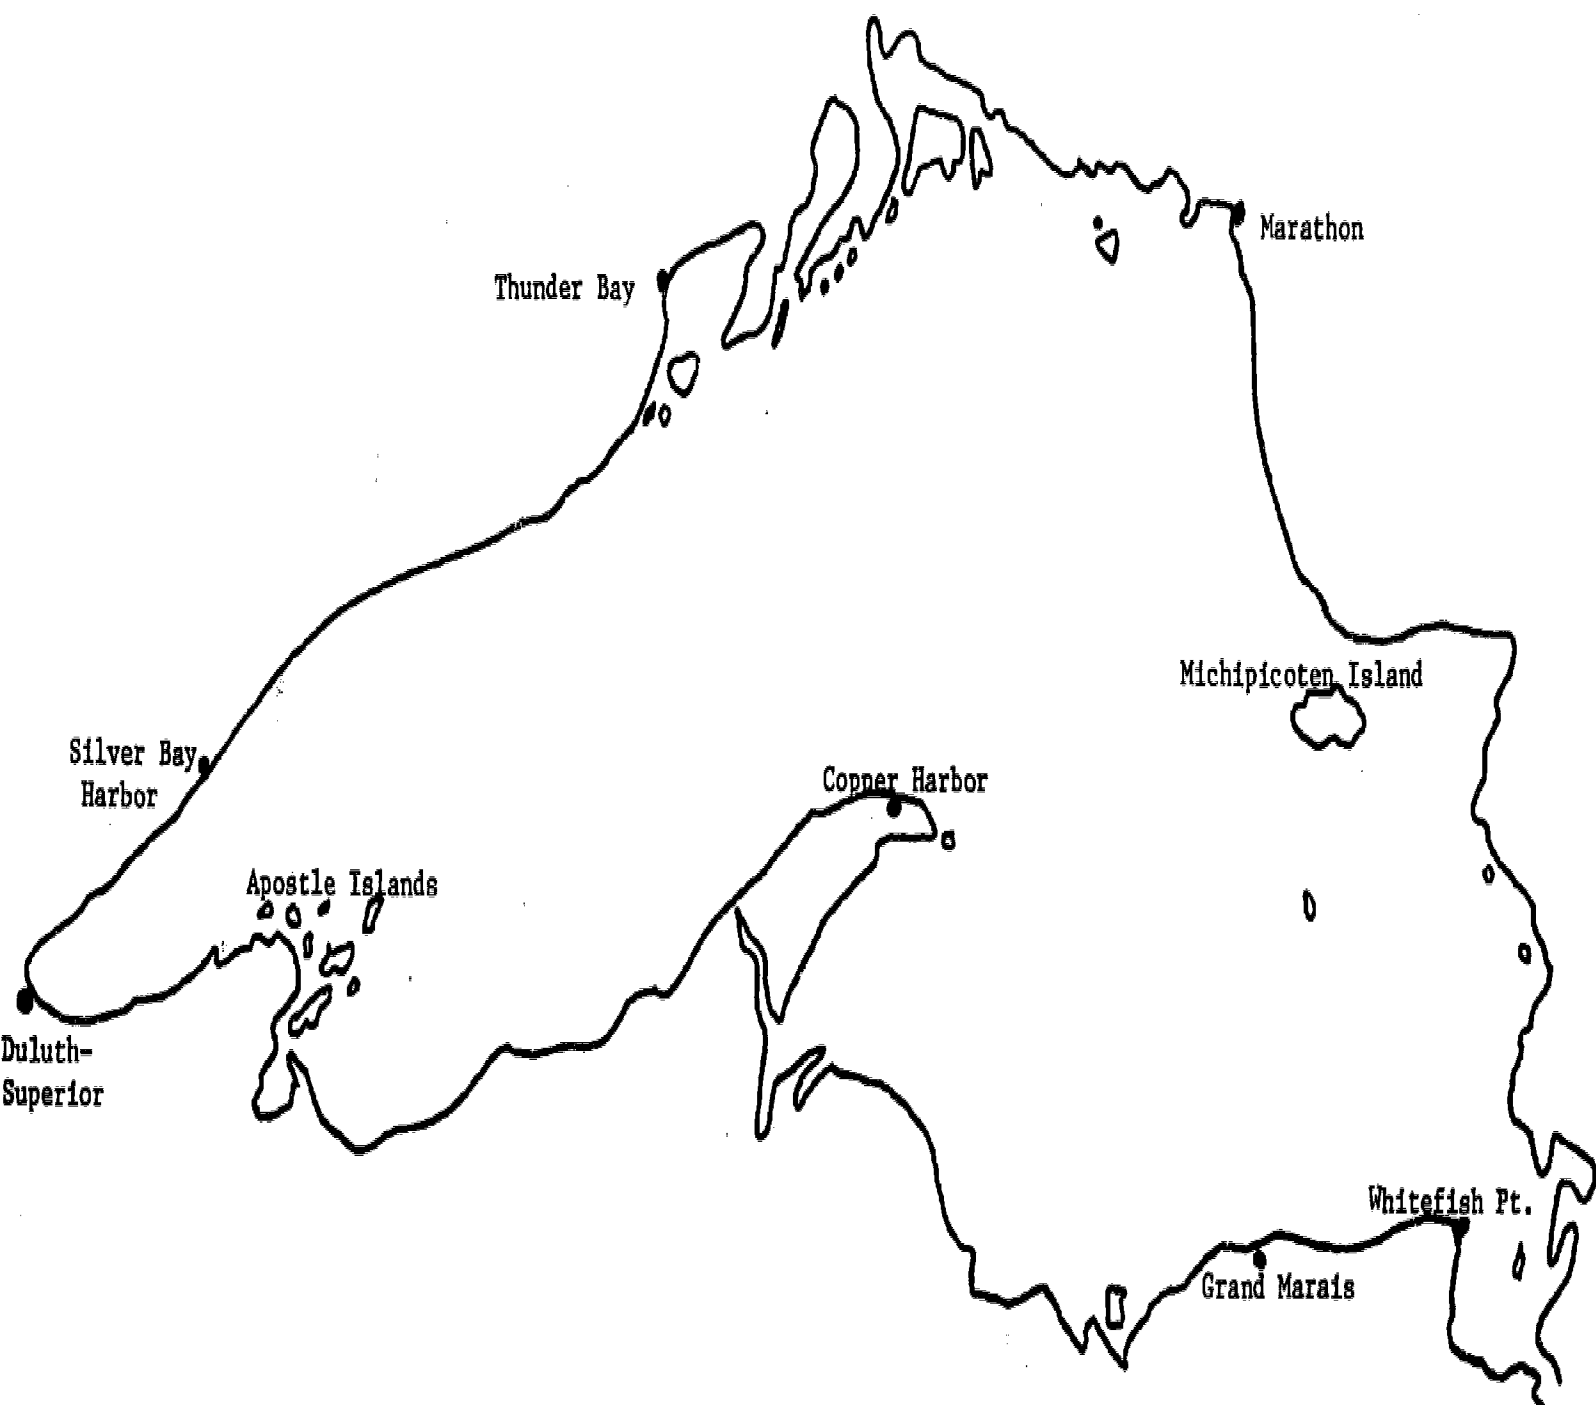 Marathon
Thunder Bay
Michipicoten Island
Silver Bay
Harbor
Copper Harbor
Apostle Islands
Duluth-
Superior
Whitefish Pt.
Grand Marais